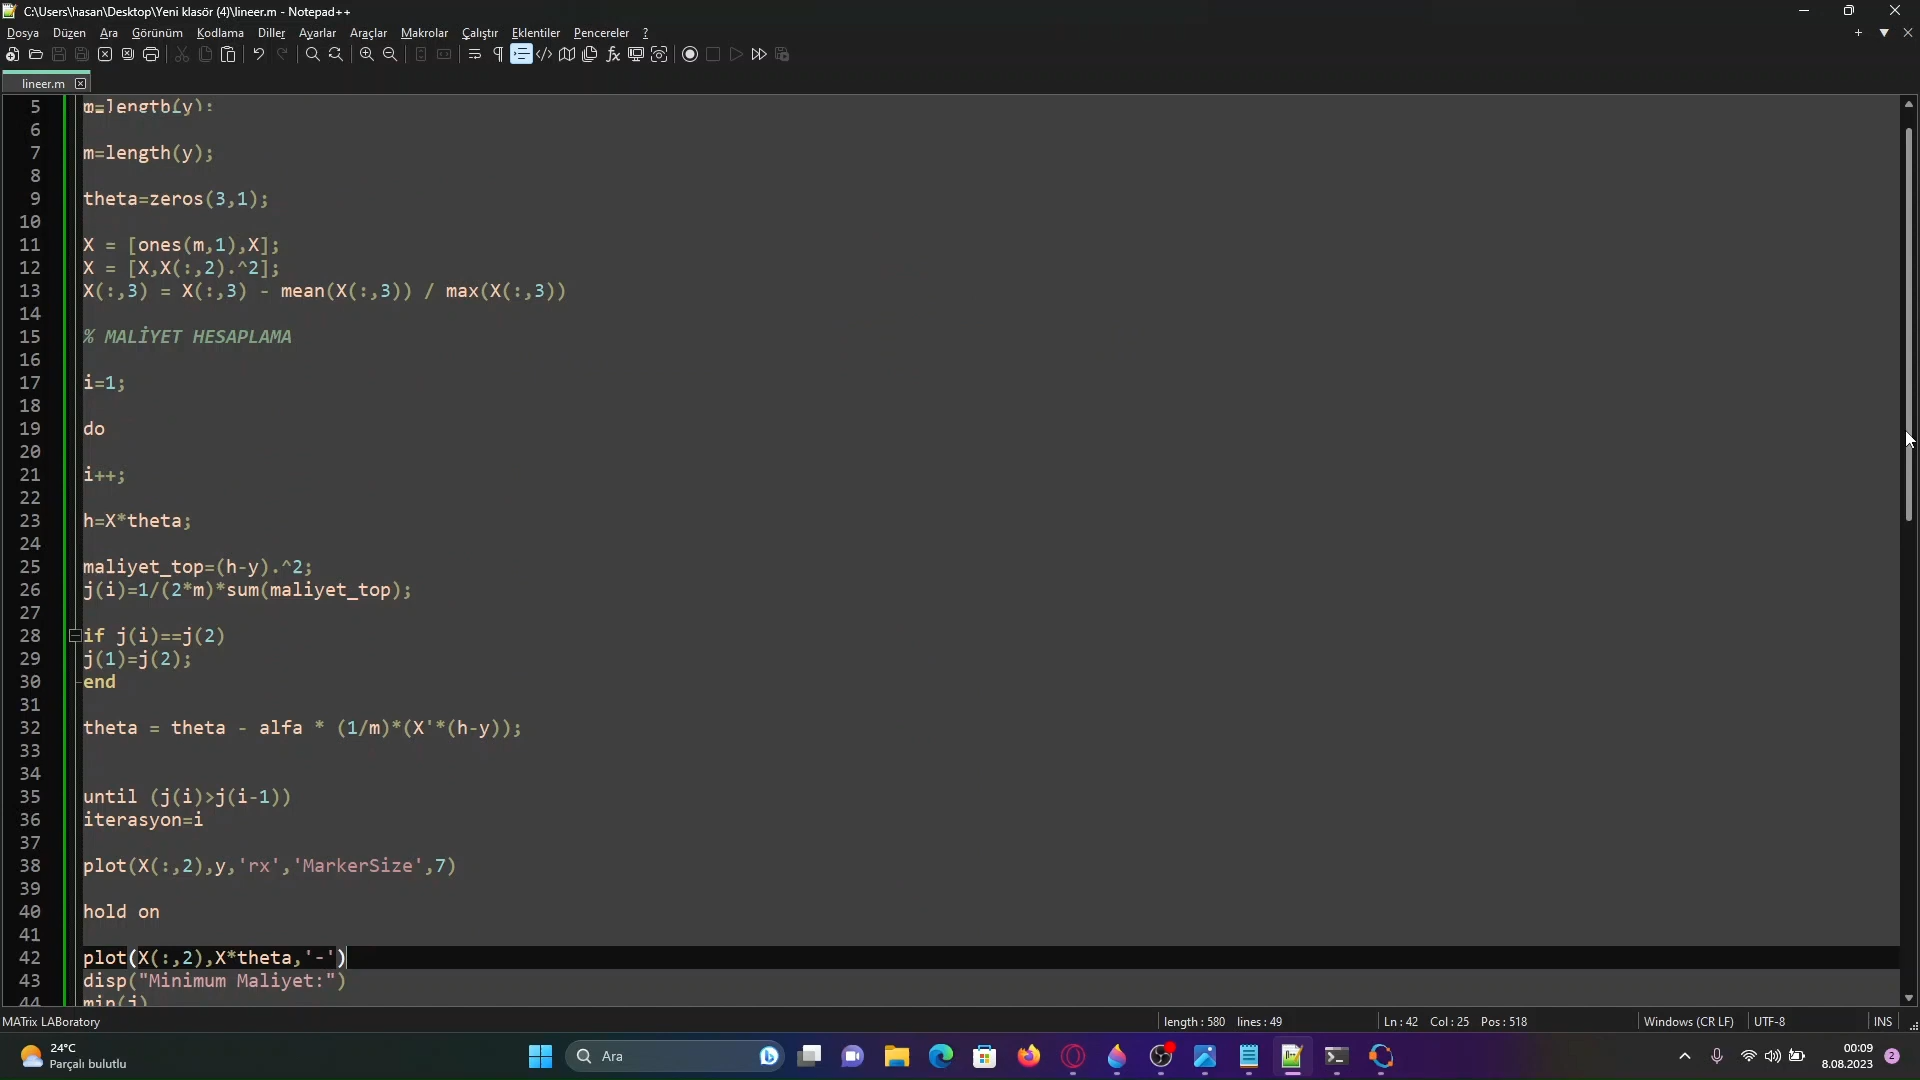 C:\Users\hasan\Desktop\Yeni klasör (4)\lineer.m - Notepad++
Dosya Düzen Ara Görünüm Kodlama Diller Ayarlar Araçlar Makrolar Çalıştır Eklentiler Pencereler ?
lineer.m
5
6
7 m=length(y);
8
9 theta=zeros(3,1);
10
11 X = [ones(m,1),X];
12 X = [X,X(:,2).^2];
13 X(:,3) = X(:,3) - mean(X(:,3)) / max(X(:,3))
14
15 % MALİYET HESAPLAMA
16
17 i=1;
18
19 do
20
21 i++;
22
23 h=X*theta;
24
25 maliyet_top=(h-y).^2;
26 j(i)=1/(2*m)*sum(maliyet_top);
27
28 if j(i)==j(2)
29 j(1)=j(2);
30 end
31
32 theta = theta - alfa * (1/m)*(X'*(h-y));
33
34
35 until (j(i)>j(i-1))
36 iterasyon=i
37
38 plot(X(:,2),y,'rx','MarkerSize',7)
39
40 hold on
41
42 plot(X(:,2),X*theta,'-')
43 disp("Minimum Maliyet:")
44 min(j)
MATrix LABoratory length : 580 lines : 49 Ln : 42 Col : 25 Pos : 518 Windows (CR LF) UTF-8 INS
24°C
Parçalı bulutlu
Ara
00:09
8.08.2023
2